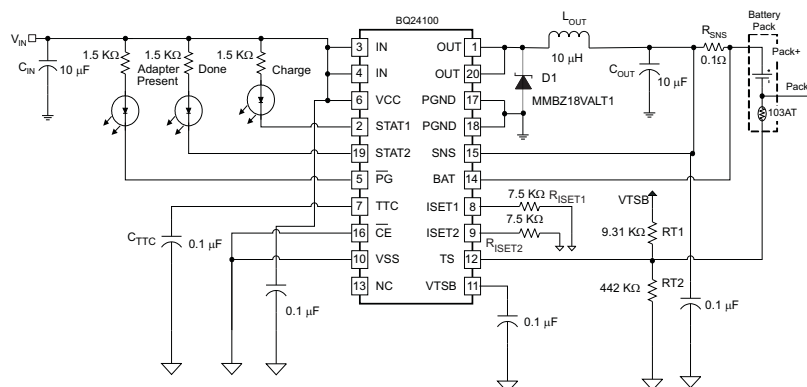 BQ24100
Battery
Pack
V_IN
C_IN
10 μF
1.5 KΩ
Adapter
Present
1.5 KΩ
Done
1.5 KΩ
Charge
3 IN
4 IN
6 VCC
2 STAT1
19 STAT2
5 PG
7 TTC
16 CE
10 VSS
13 NC
OUT 1
OUT 20
PGND 17
PGND 18
SNS 15
BAT 14
ISET1 8
ISET2 9
TS 12
VTSB 11
L_OUT
10 μH
D1
MMBZ18VALT1
C_OUT
10 μF
R_SNS
0.1Ω
Pack+
+
Pack
103AT
7.5 KΩ
R_ISET1
7.5 KΩ
R_ISET2
VTSB
9.31 KΩ
RT1
442 KΩ
RT2
C_TTC
0.1 μF
0.1 μF
0.1 μF
0.1 μF